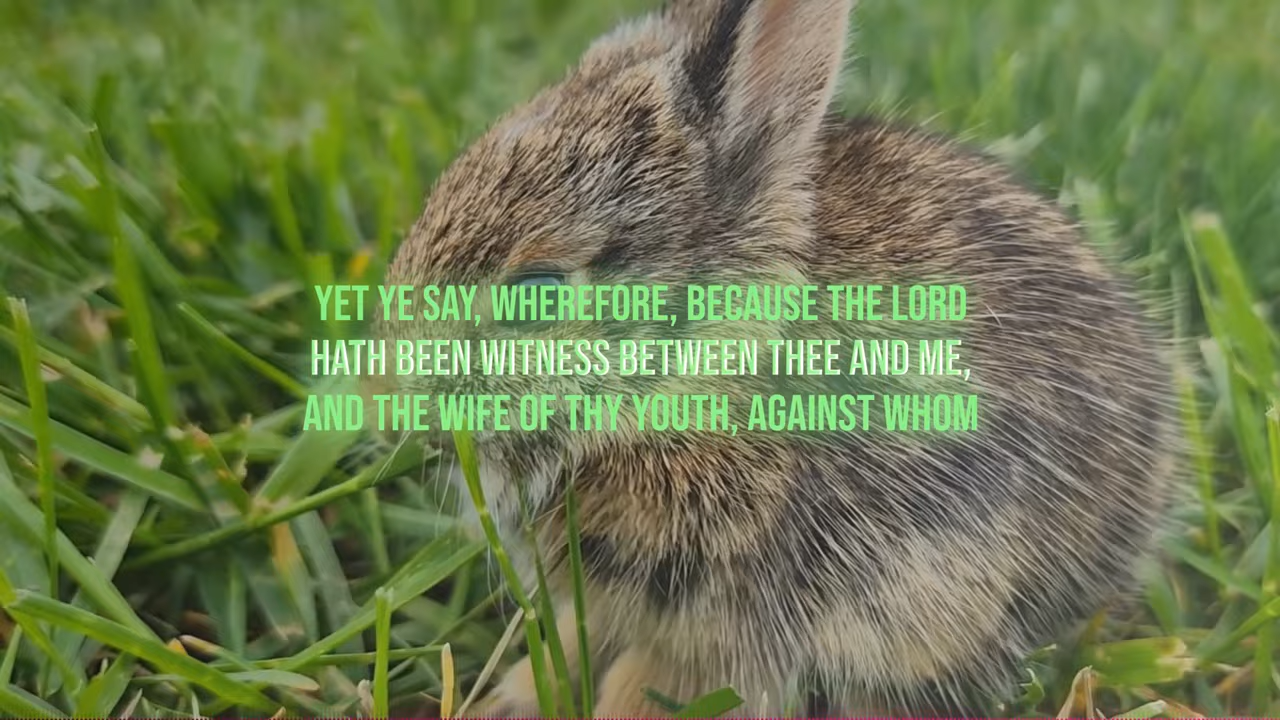 YET YE SAY, WHEREFORE, BECAUSE THE LORD
HATH BEEN WITNESS BETWEEN THEE AND ME,
AND THE WIFE OF THY YOUTH, AGAINST WHOM